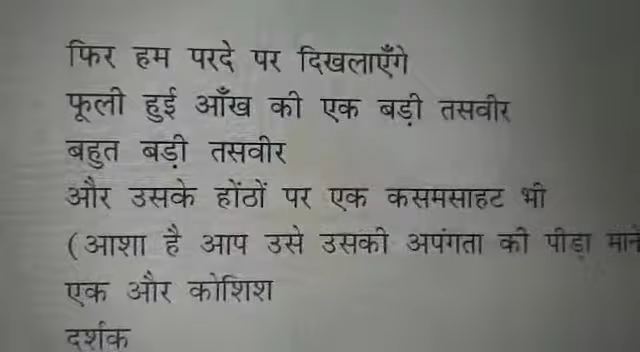 फिर हम परदे पर दिखलाएँगे
फूली हुई आँख की एक बड़ी तसवीर
बहुत बड़ी तसवीर
और उसके होंठों पर एक कसमसाहट भी
(आशा है आप उसे उसकी अपंगता की पीड़ा
एक और कोशिश
दर्शक